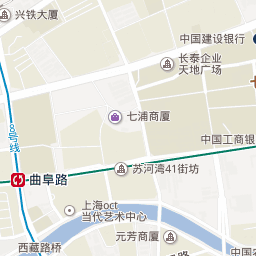 兴铁大厦
中国建设银行
长泰企业
天地广场
七
七浦商厦
8号线
中国工商银
苏河湾41街坊
曲阜路
上海oct
当代艺术中心
元芳商厦
西藏路桥